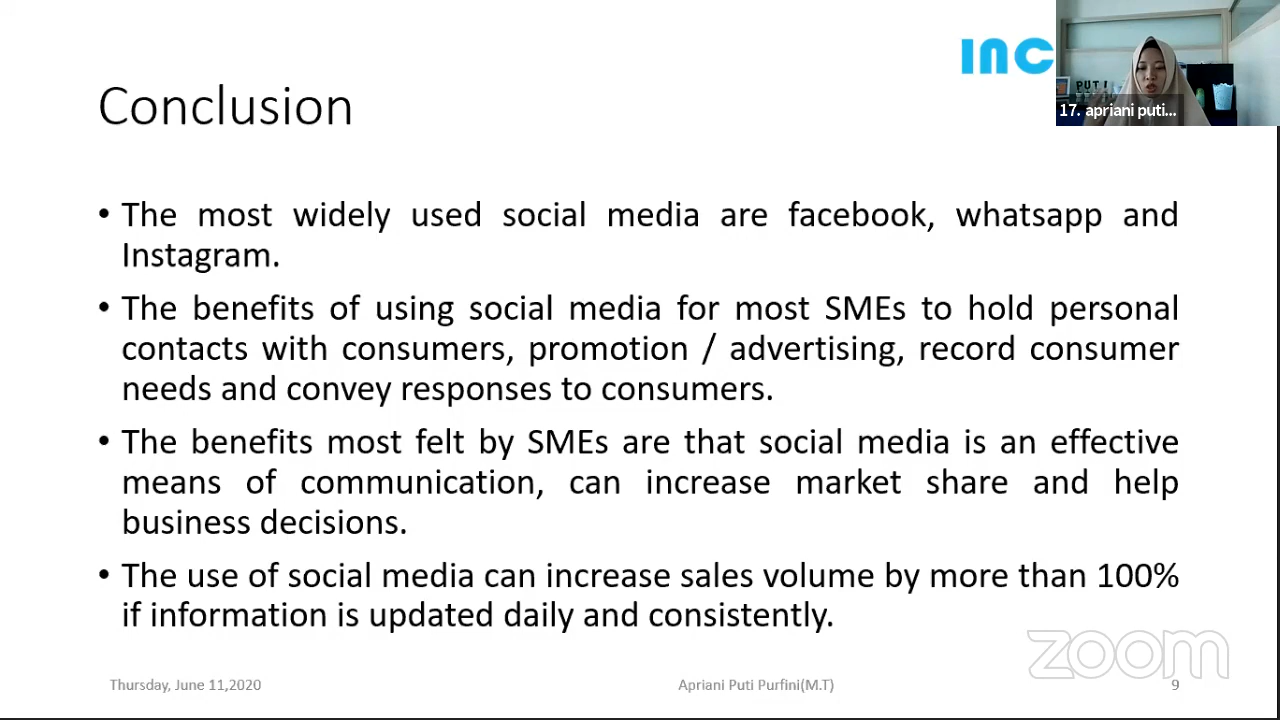 INC
PUTI
17. apriani puti...
Conclusion
• The most widely used social media are facebook, whatsapp and
Instagram.
• The benefits of using social media for most SMEs to hold personal
contacts with consumers, promotion / advertising, record consumer
needs and convey responses to consumers.
• The benefits most felt by SMEs are that social media is an effective
means of communication, can increase market share and help
business decisions.
• The use of social media can increase sales volume by more than 100%
if information is updated daily and consistently.
zoom
Thursday, June 11,2020
Apriani Puti Purfini(M.T)
9